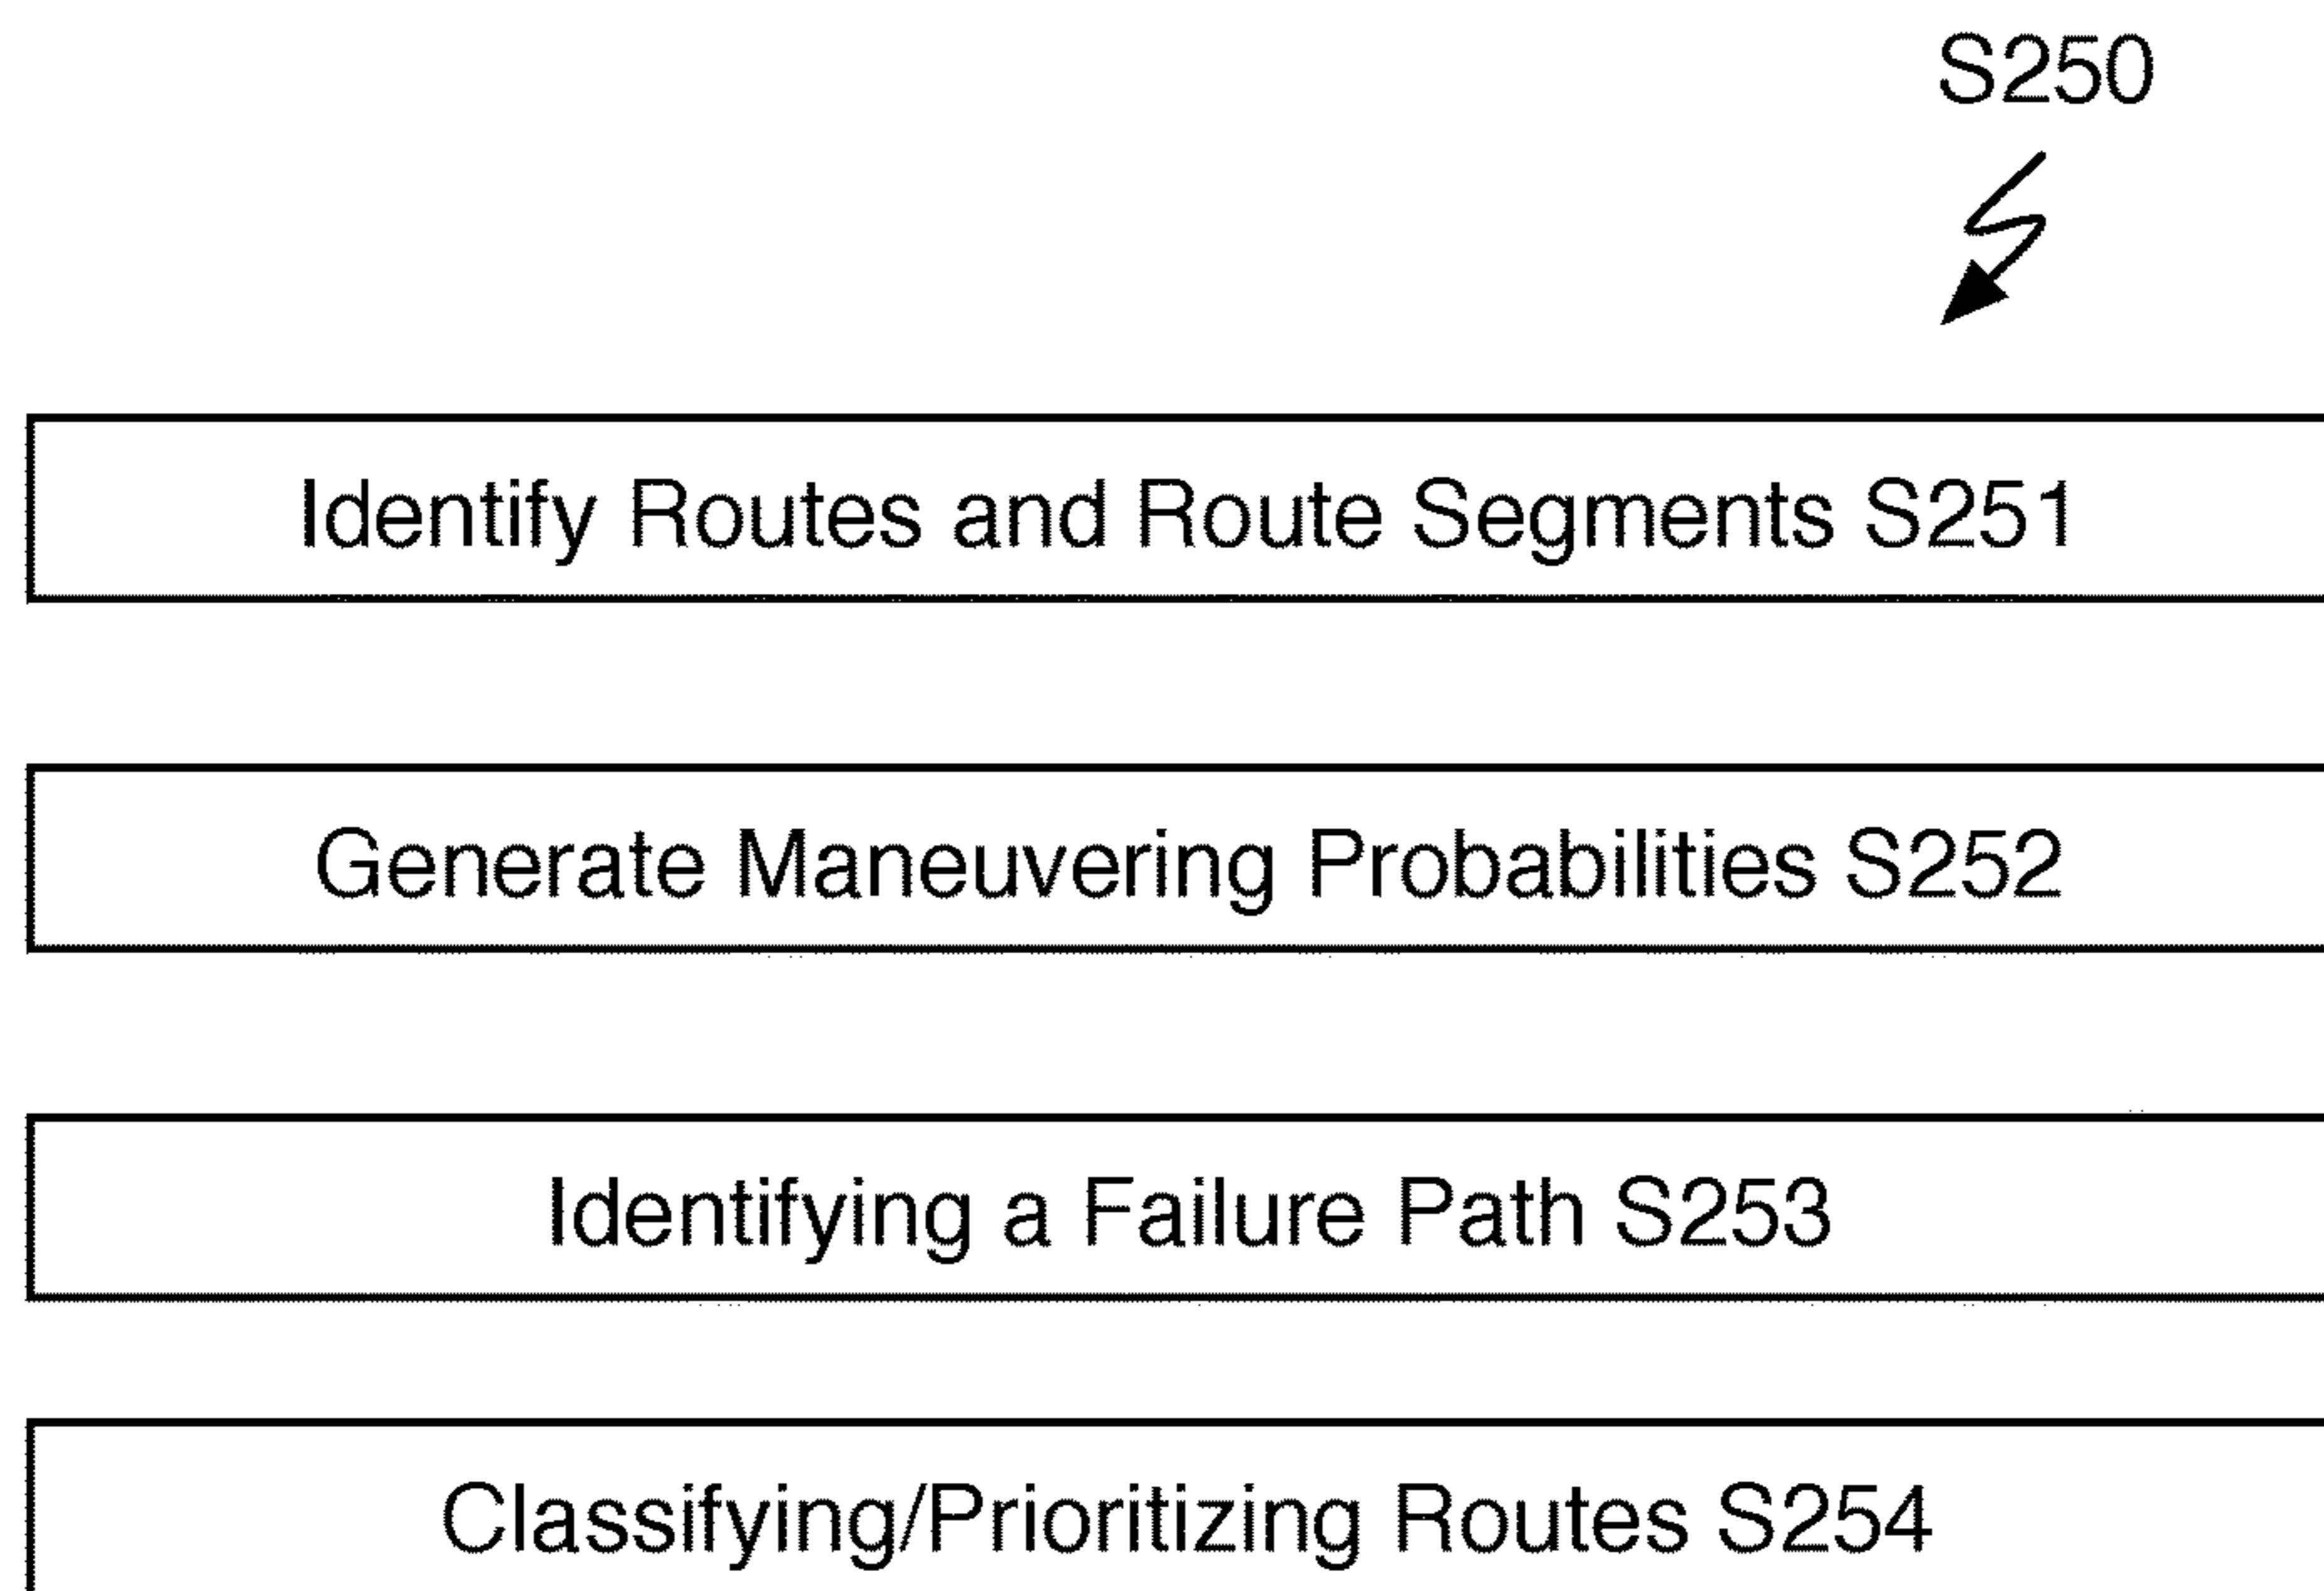 S250
Identify Routes and Route Segments S251
Generate Maneuvering Probabilities S252
Identifying a Failure Path S253
Classifying/Prioritizing Routes S254